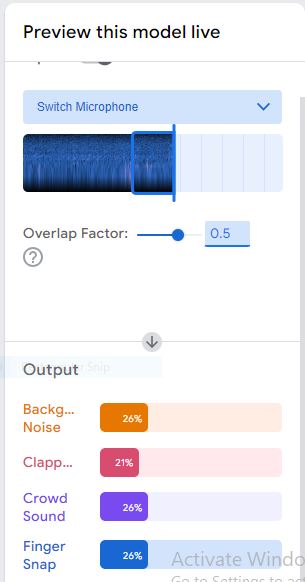 Preview this model live
Switch Microphone
Overlap Factor:
0.5
?
Output
Backg...
Noise
26%
Clapp...
21%
Crowd
Sound
26%
Finger
Snap
26%
Activate Windo
Go to Settings to ac